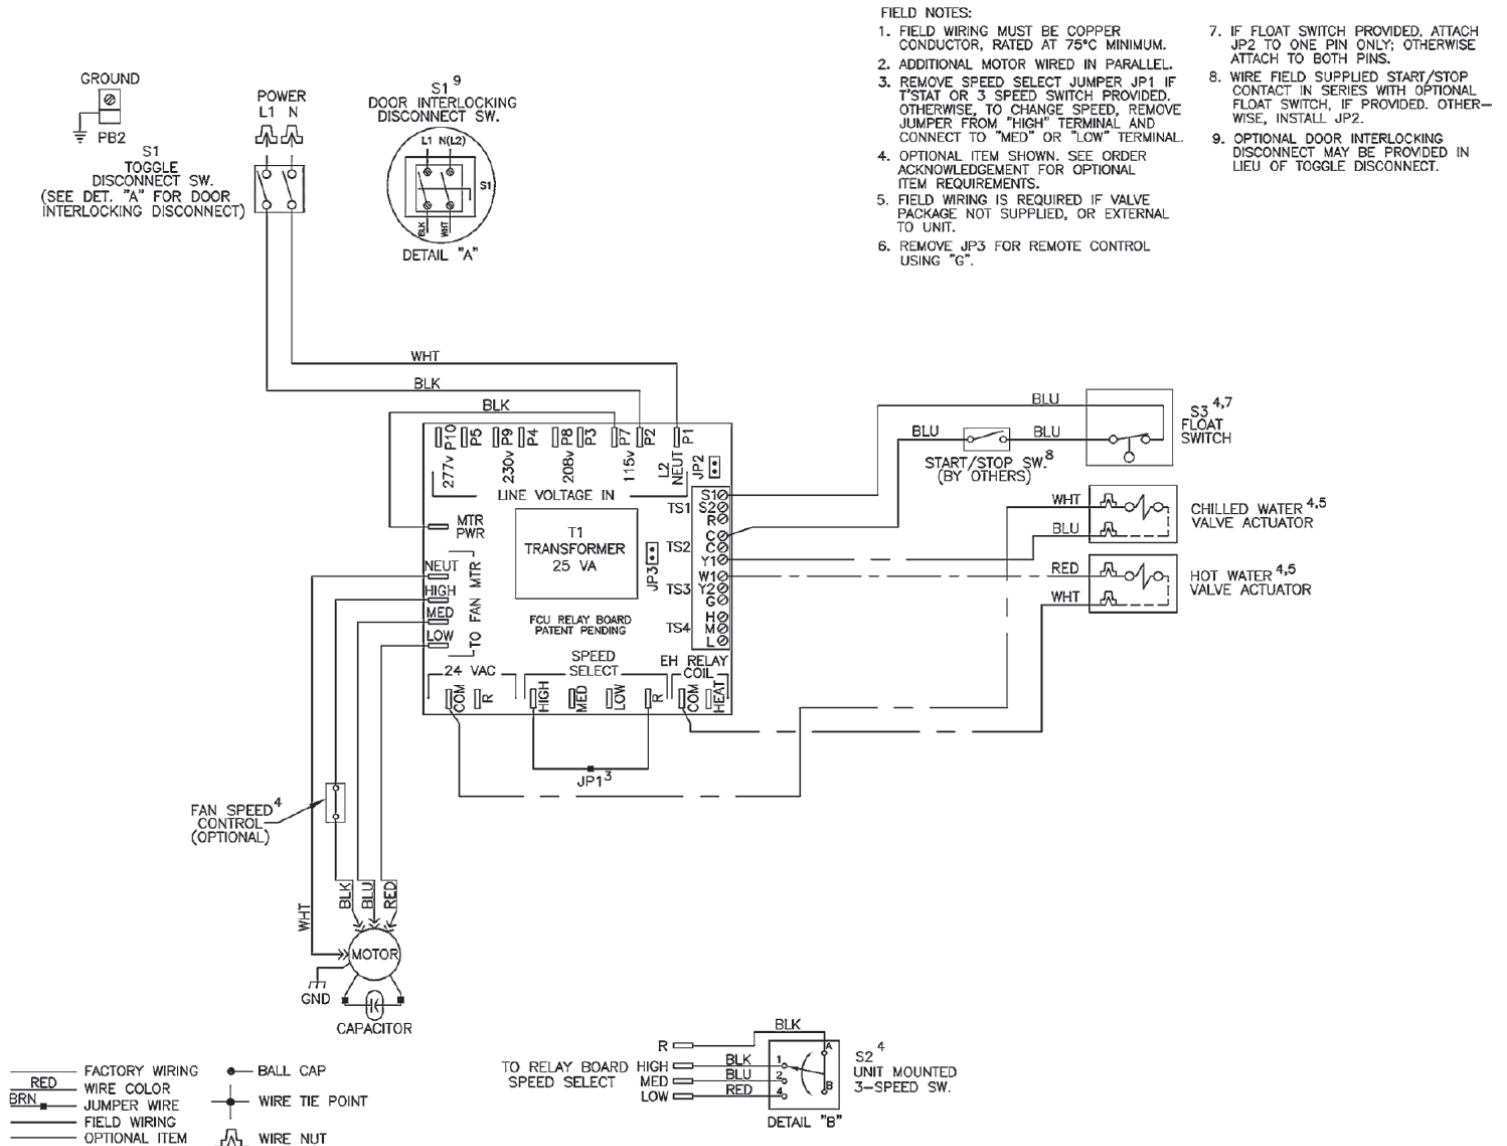 FIELD NOTES:
1. FIELD WIRING MUST BE COPPER
CONDUCTOR, RATED AT 75°C MINIMUM.
2. ADDITIONAL MOTOR WIRED IN PARALLEL.
3. REMOVE SPEED SELECT JUMPER JP1 IF
T'STAT OR 3 SPEED SWITCH PROVIDED.
OTHERWISE, TO CHANGE SPEED, REMOVE
JUMPER FROM "HIGH" TERMINAL AND
CONNECT TO "MED" OR "LOW" TERMINAL.
4. OPTIONAL ITEM SHOWN. SEE ORDER
ACKNOWLEDGEMENT FOR OPTIONAL
ITEM REQUIREMENTS.
5. FIELD WIRING IS REQUIRED IF VALVE
PACKAGE NOT SUPPLIED, OR EXTERNAL
TO UNIT.
6. REMOVE JP3 FOR REMOTE CONTROL
USING "G".
7. IF FLOAT SWITCH PROVIDED, ATTACH
JP2 TO ONE PIN ONLY; OTHERWISE
ATTACH TO BOTH PINS.
8. WIRE FIELD SUPPLIED START/STOP
CONTACT IN SERIES WITH OPTIONAL
FLOAT SWITCH, IF PROVIDED. OTHER-
WISE, INSTALL JP2.
9. OPTIONAL DOOR INTERLOCKING
DISCONNECT MAY BE PROVIDED IN
LIEU OF TOGGLE DISCONNECT.
GROUND
PB2
POWER
L1 N
S1
TOGGLE
DISCONNECT SW.
(SEE DET. "A" FOR DOOR
INTERLOCKING DISCONNECT)
S1 9
DOOR INTERLOCKING
DISCONNECT SW.
L1 N(L2)
S1
BLK WHT
DETAIL "A"
WHT
BLK
BLK
P10 P5 P9 P4 P8 P3 P7 P2 P1
277v 230v 208v 115v L2 NEUT JP2
LINE VOLTAGE IN
MTR
PWR
T1
TRANSFORMER
25 VA
JP3
NEUT
HIGH
MED
LOW
TO FAN MTR
FCU RELAY BOARD
PATENT PENDING
TS1
TS2
TS3
TS4
S1
S2
R
C
C
Y1
W1
Y2
G
H
M
L
24 VAC
COM R
SPEED
SELECT
HIGH MED LOW R
EH RELAY
COIL
COM HEAT
JP1 3
BLU
BLU BLU
START/STOP SW. 8
(BY OTHERS)
S3 4,7
FLOAT
SWITCH
WHT
BLU
CHILLED WATER 4,5
VALVE ACTUATOR
RED
WHT
HOT WATER 4,5
VALVE ACTUATOR
FAN SPEED 4
CONTROL
(OPTIONAL)
WHT BLK BLU RED
MOTOR
GND
CAPACITOR
FACTORY WIRING
RED WIRE COLOR
BRN JUMPER WIRE
FIELD WIRING
OPTIONAL ITEM
BALL CAP
WIRE TIE POINT
WIRE NUT
TO RELAY BOARD
SPEED SELECT
R
HIGH
MED
LOW
BLK
BLK
BLU
RED
1
2
4
A
B
S2 4
UNIT MOUNTED
3-SPEED SW.
DETAIL "B"